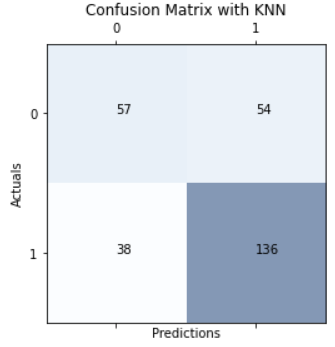 Confusion Matrix with KNN
0 1
0 57 54
Actuals
1 38 136
Predictions